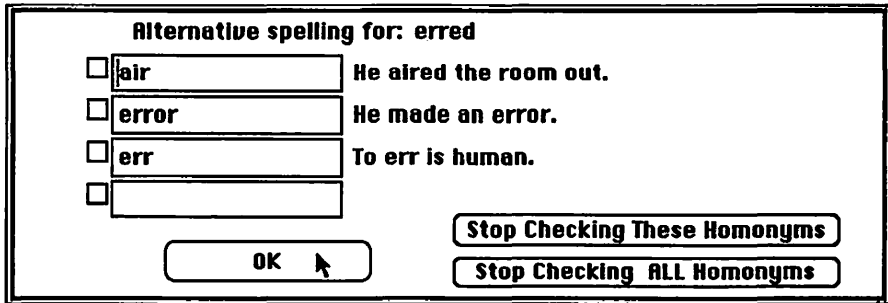 Alternative spelling for: erred
air He aired the room out.
error He made an error.
err To err is human.
Stop Checking These Homonyms
OK
Stop Checking ALL Homonyms